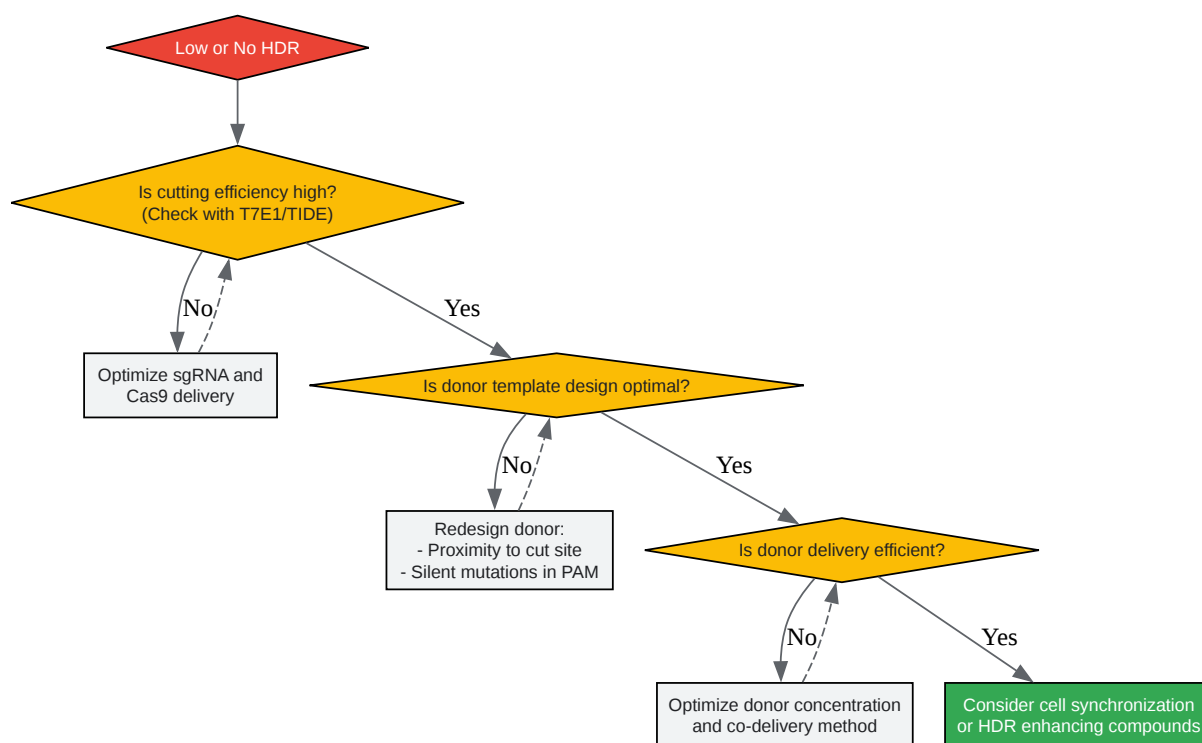 Low or No HDR
Is cutting efficiency high?
(Check with T7E1/TIDE)
No
Yes
Optimize sgRNA and
Cas9 delivery
Is donor template design optimal?
No
Yes
Redesign donor:
- Proximity to cut site
- Silent mutations in PAM
Is donor delivery efficient?
No
Yes
Optimize donor concentration
and co-delivery method
Consider cell synchronization
or HDR enhancing compounds